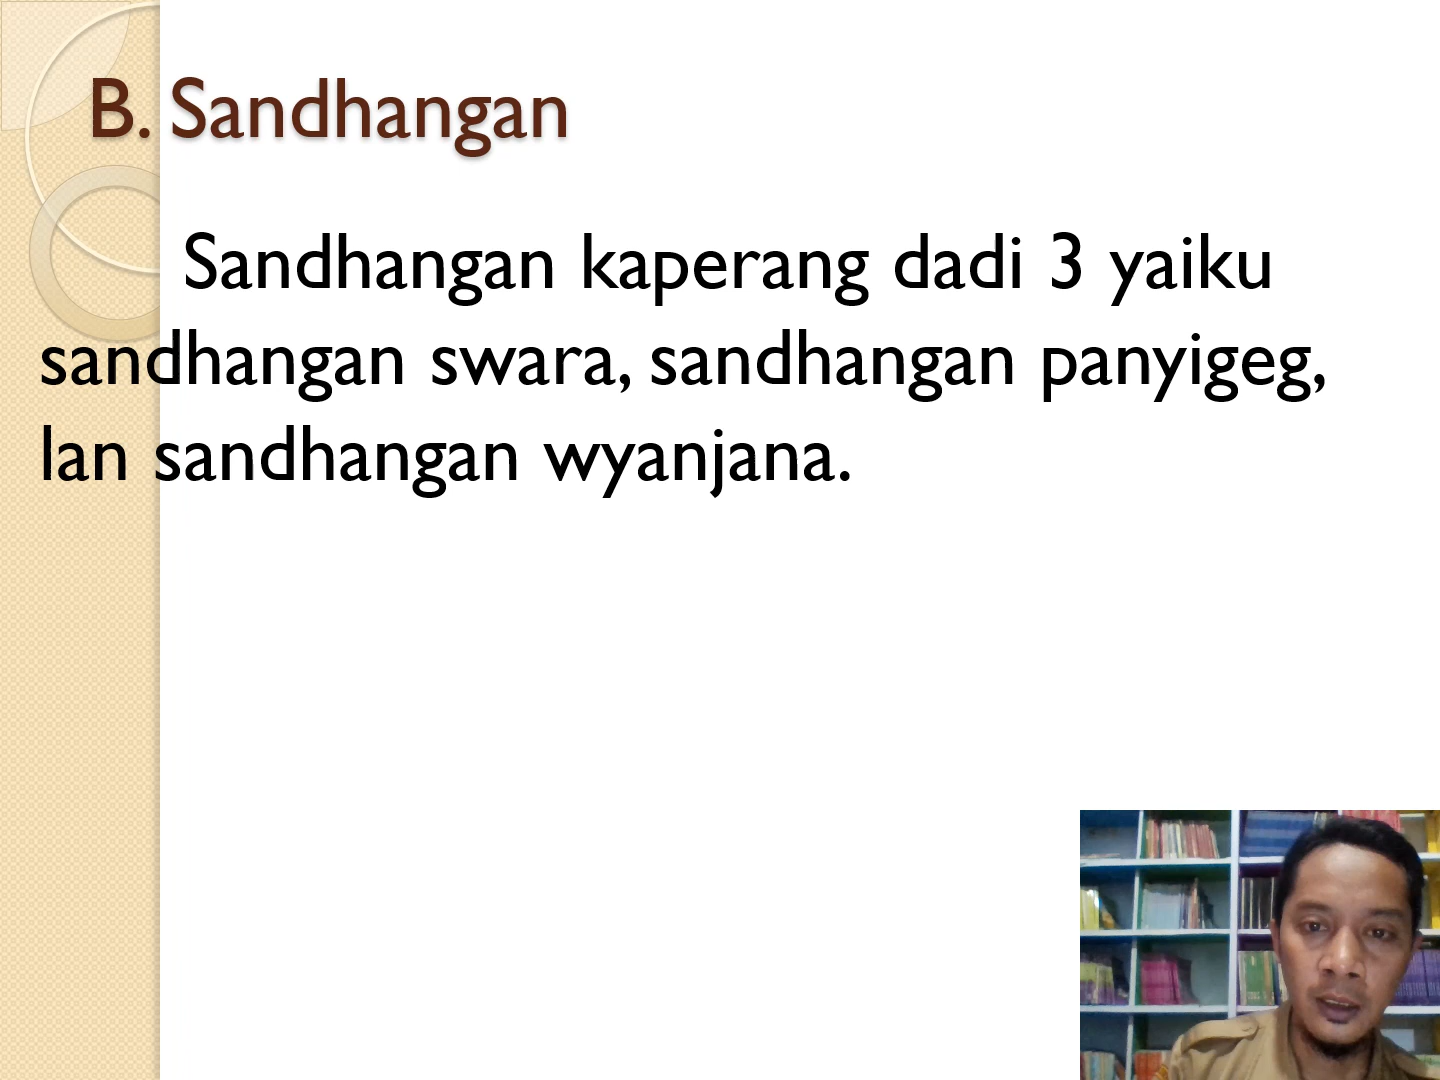 B. Sandhangan
Sandhangan kaperang dadi 3 yaiku
sandhangan swara, sandhangan panyigeg,
lan sandhangan wyanjana.